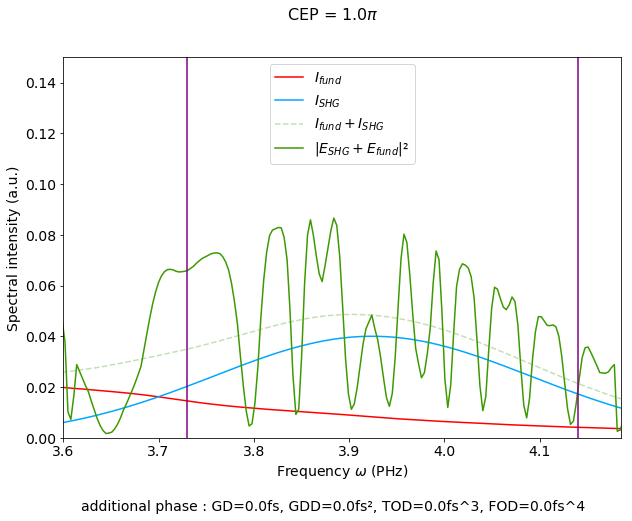 CEP = 1.0π
Spectral intensity (a.u.)
0.14
0.12
0.10
0.08
0.06
0.04
0.02
0.00
I_fund
I_SHG
I_fund + I_SHG
|E_SHG + E_fund|²
3.6 3.7 3.8 3.9 4.0 4.1
Frequency ω (PHz)
additional phase : GD=0.0fs, GDD=0.0fs², TOD=0.0fs^3, FOD=0.0fs^4